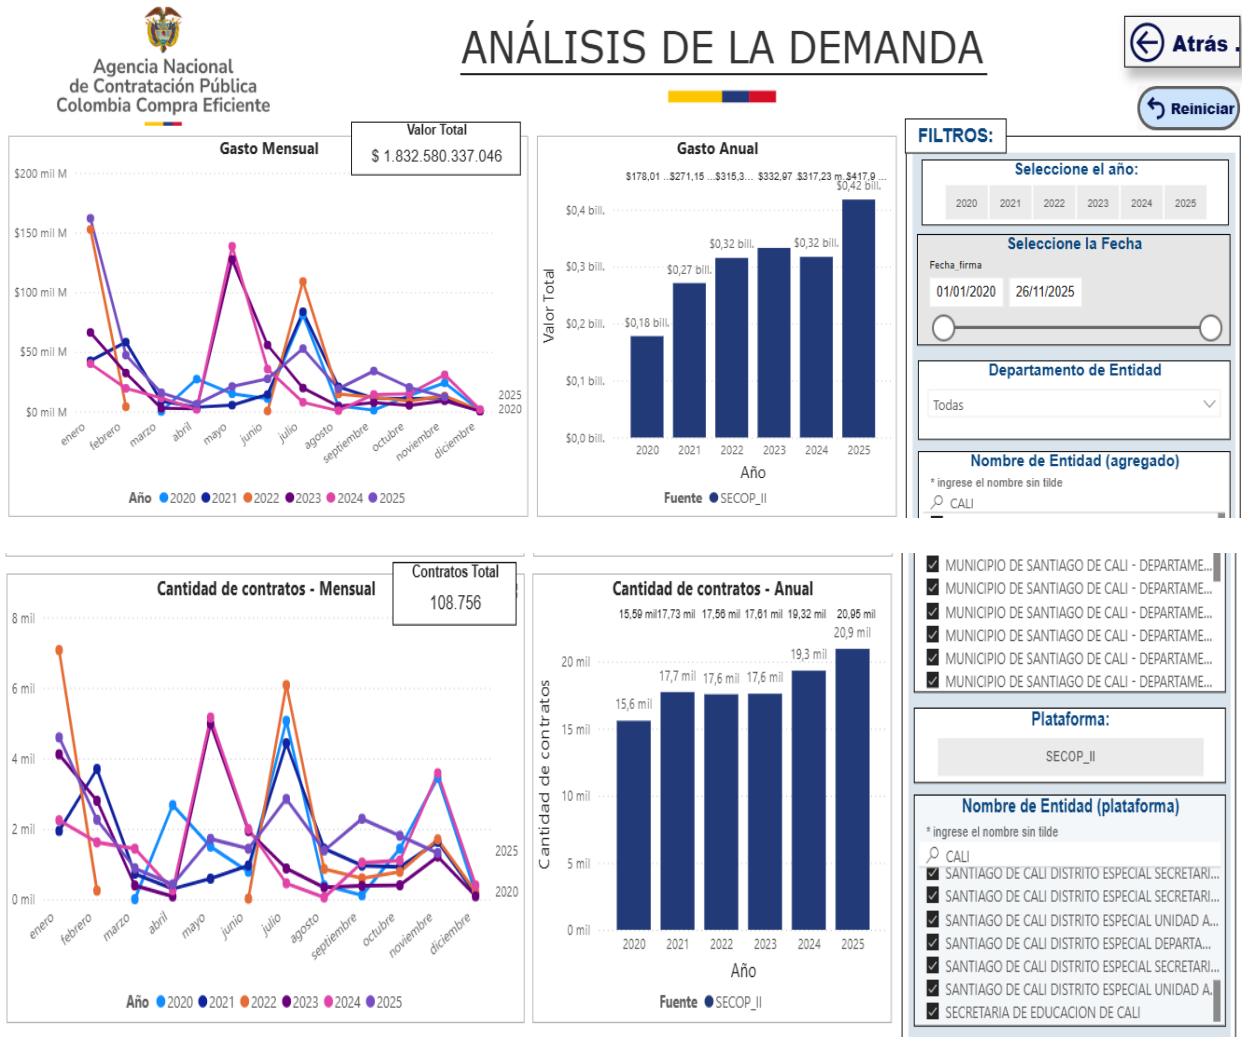 Agencia Nacional
de Contratación Pública
Colombia Compra Eficiente
ANÁLISIS DE LA DEMANDA
Atrás .
Reiniciar
Gasto Mensual
Valor Total
$ 1.832.580.337.046
$200 mil M
$150 mil M
$100 mil M
$50 mil M
$0 mil M
2025
2020
enero
febrero
marzo
abril
mayo
junio
julio
agosto
septiembre
octubre
noviembre
diciembre
Año 2020 2021 2022 2023 2024 2025
Gasto Anual
$178,01 ... $271,15 ... $315,3... $332,97 $317,23 m. $417,9 ...
$0,42 bill.
$0,4 bill.
$0,32 bill. $0,32 bill.
$0,3 bill.
$0,27 bill.
$0,2 bill.
$0,18 bill.
$0,1 bill.
$0,0 bill.
Valor Total
2020 2021 2022 2023 2024 2025
Año
Fuente SECOP_II
FILTROS:
Seleccione el año:
2020 2021 2022 2023 2024 2025
Seleccione la Fecha
Fecha_firma
01/01/2020 26/11/2025
Departamento de Entidad
Todas
Nombre de Entidad (agregado)
* ingrese el nombre sin tilde
CALI
Cantidad de contratos - Mensual
Contratos Total
108.756
8 mil
6 mil
4 mil
2 mil
0 mil
2025
2020
enero
febrero
marzo
abril
mayo
junio
julio
agosto
septiembre
octubre
noviembre
diciembre
Año 2020 2021 2022 2023 2024 2025
Cantidad de contratos - Anual
15,59 mil 17,73 mil 17,56 mil 17,61 mil 19,32 mil 20,95 mil
20,9 mil
19,3 mil
20 mil
17,7 mil 17,6 mil 17,6 mil
15,6 mil
15 mil
10 mil
5 mil
0 mil
Cantidad de contratos
2020 2021 2022 2023 2024 2025
Año
Fuente SECOP_II
MUNICIPIO DE SANTIAGO DE CALI - DEPARTAME...
MUNICIPIO DE SANTIAGO DE CALI - DEPARTAME...
MUNICIPIO DE SANTIAGO DE CALI - DEPARTAME...
MUNICIPIO DE SANTIAGO DE CALI - DEPARTAME...
MUNICIPIO DE SANTIAGO DE CALI - DEPARTAME...
MUNICIPIO DE SANTIAGO DE CALI - DEPARTAME...
Plataforma:
SECOP_II
Nombre de Entidad (plataforma)
* ingrese el nombre sin tilde
CALI
SANTIAGO DE CALI DISTRITO ESPECIAL SECRETARI...
SANTIAGO DE CALI DISTRITO ESPECIAL SECRETARI...
SANTIAGO DE CALI DISTRITO ESPECIAL UNIDAD A...
SANTIAGO DE CALI DISTRITO ESPECIAL DEPARTA...
SANTIAGO DE CALI DISTRITO ESPECIAL SECRETARI...
SANTIAGO DE CALI DISTRITO ESPECIAL UNIDAD A.
SECRETARIA DE EDUCACION DE CALI